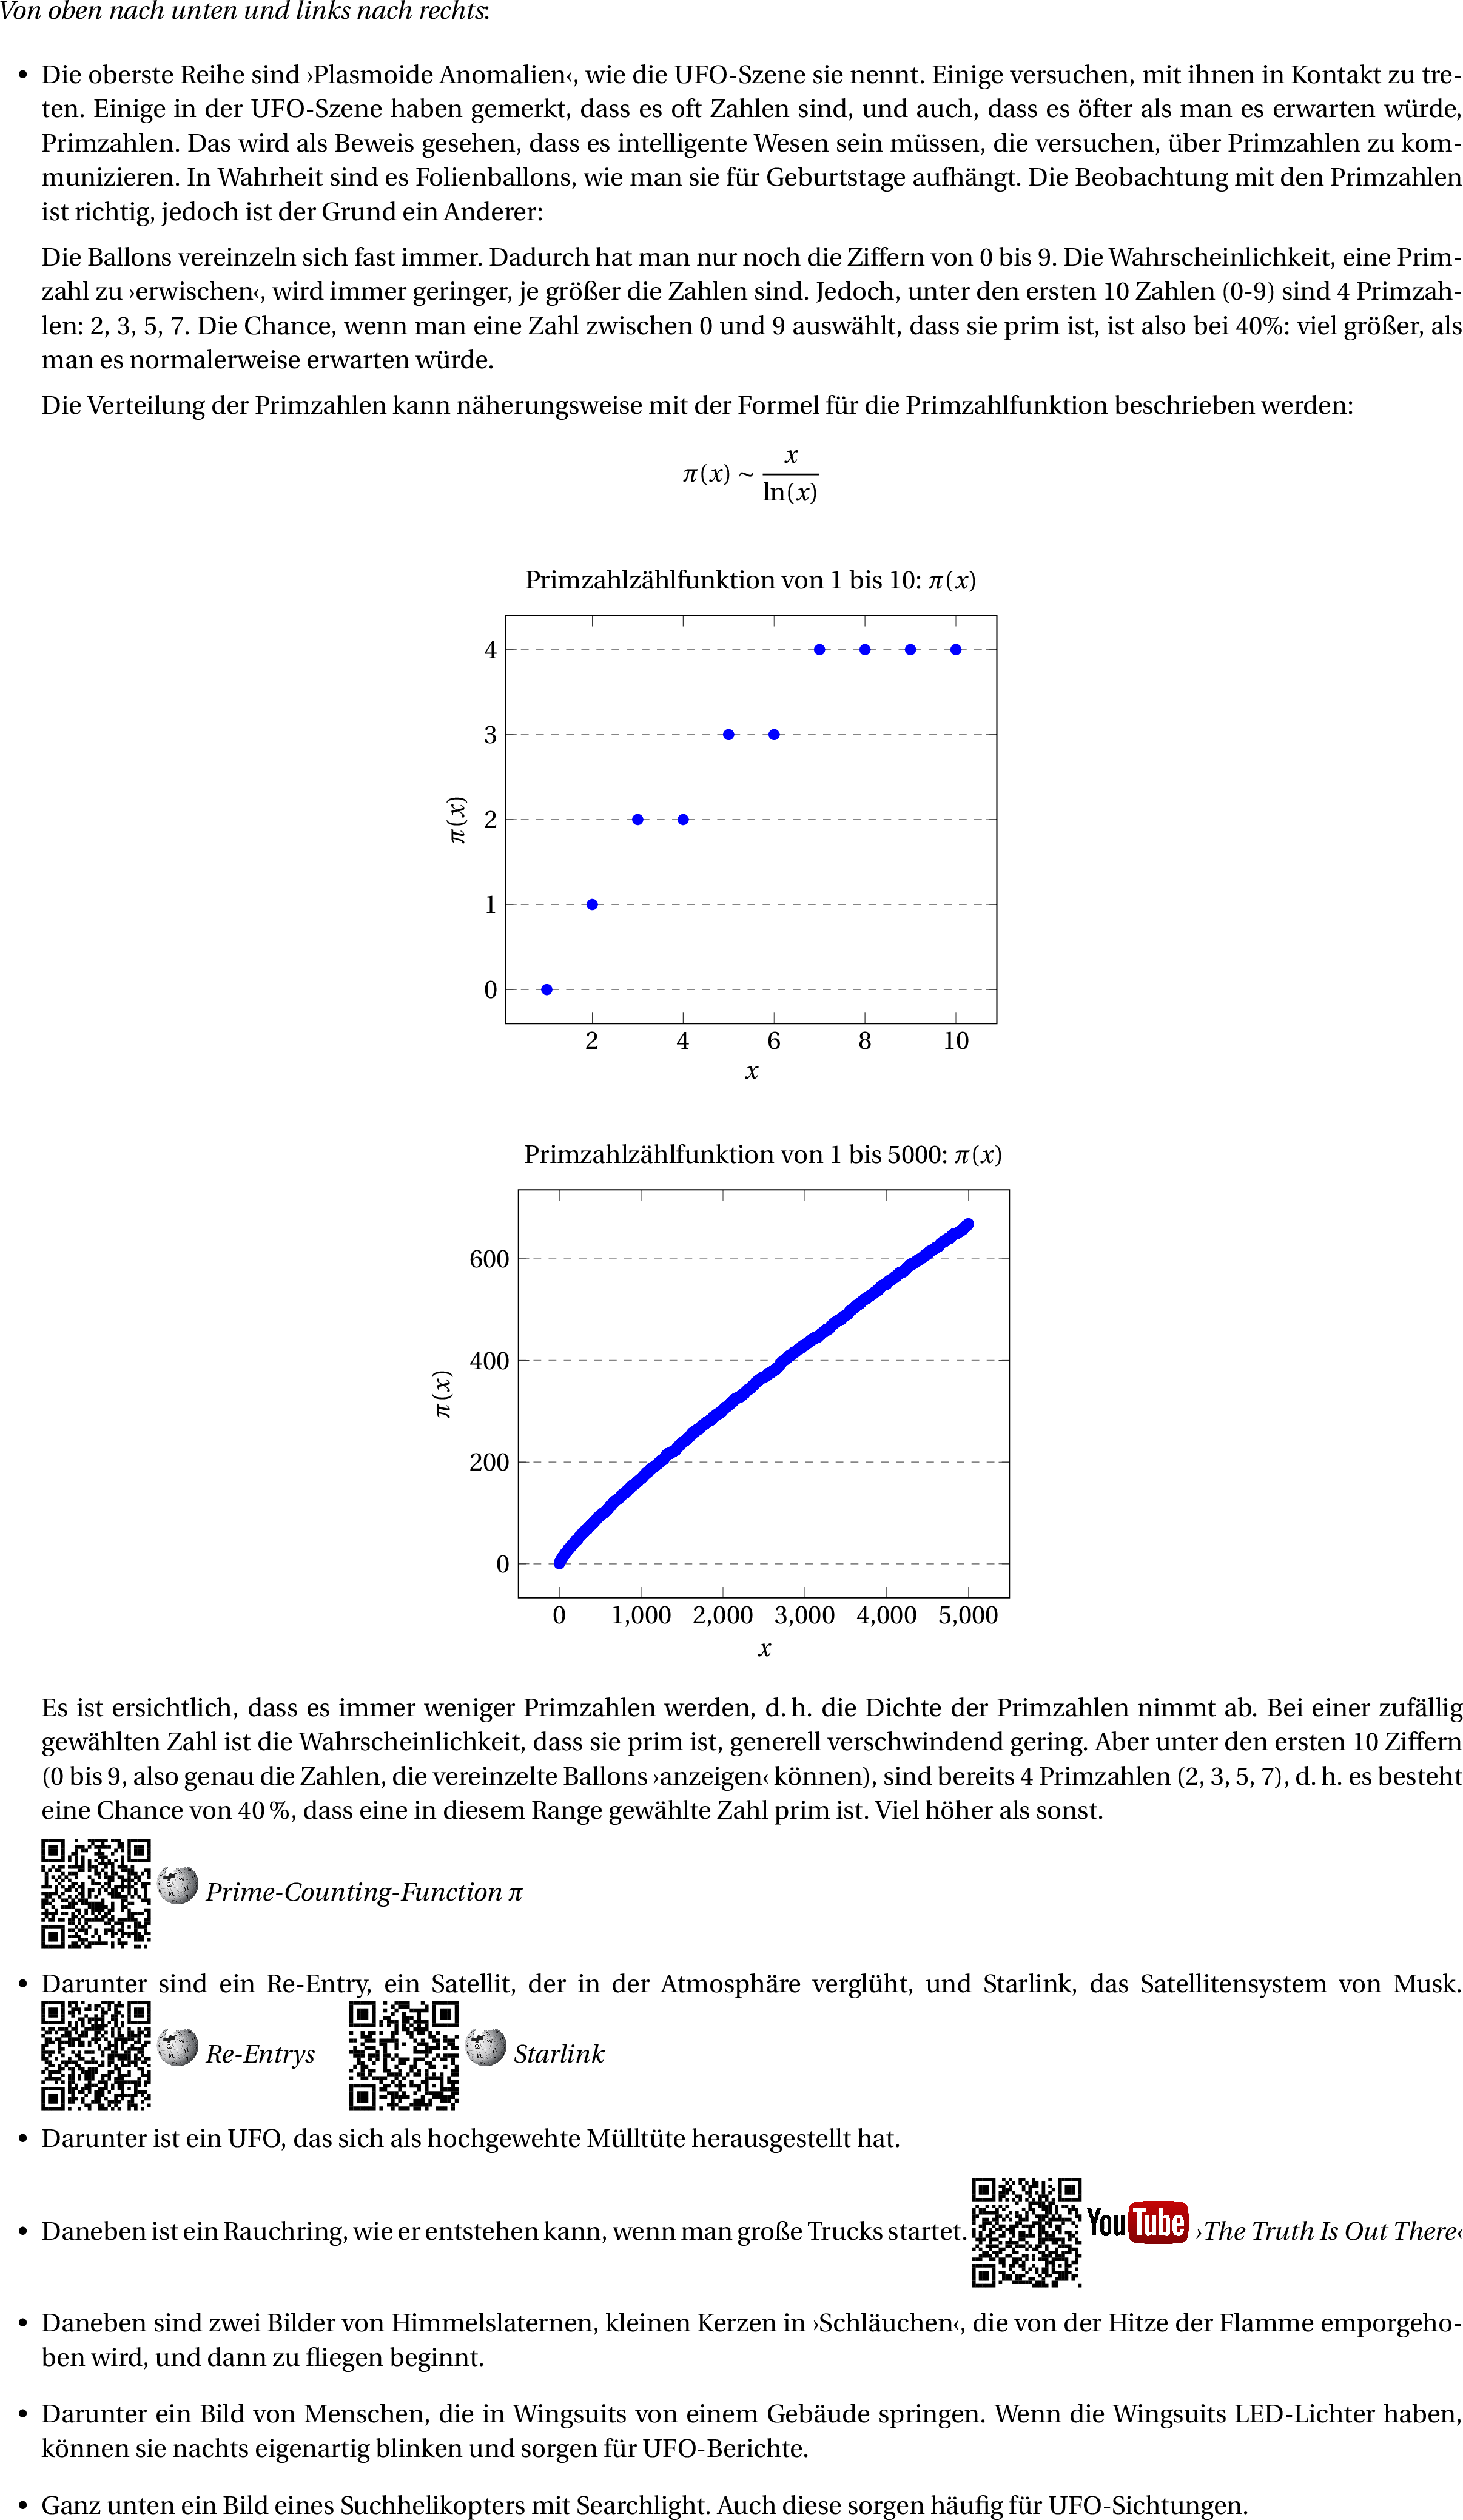 Von oben nach unten und links nach rechts:
• Die oberste Reihe sind ›Plasmoide Anomalien‹, wie die UFO-Szene sie nennt. Einige versuchen, mit ihnen in Kontakt zu tre-
ten. Einige in der UFO-Szene haben gemerkt, dass es oft Zahlen sind, und auch, dass es öfter als man es erwarten würde,
Primzahlen. Das wird als Beweis gesehen, dass es intelligente Wesen sein müssen, die versuchen, über Primzahlen zu kom-
munizieren. In Wahrheit sind es Folienballons, wie man sie für Geburtstage aufhängt. Die Beobachtung mit den Primzahlen
ist richtig, jedoch ist der Grund ein Anderer:
Die Ballons vereinzeln sich fast immer. Dadurch hat man nur noch die Ziffern von 0 bis 9. Die Wahrscheinlichkeit, eine Prim-
zahl zu ›erwischen‹, wird immer geringer, je größer die Zahlen sind. Jedoch, unter den ersten 10 Zahlen (0-9) sind 4 Primzah-
len: 2, 3, 5, 7. Die Chance, wenn man eine Zahl zwischen 0 und 9 auswählt, dass sie prim ist, ist also bei 40%: viel größer, als
man es normalerweise erwarten würde.
Die Verteilung der Primzahlen kann näherungsweise mit der Formel für die Primzahlfunktion beschrieben werden:
π(x) ~ x / ln(x)
Primzahlzählfunktion von 1 bis 10: π(x)
4
3
2
1
0
π(x)
2 4 6 8 10
x
Primzahlzählfunktion von 1 bis 5000: π(x)
600
400
200
0
π(x)
0 1,000 2,000 3,000 4,000 5,000
x
Es ist ersichtlich, dass es immer weniger Primzahlen werden, d. h. die Dichte der Primzahlen nimmt ab. Bei einer zufällig
gewählten Zahl ist die Wahrscheinlichkeit, dass sie prim ist, generell verschwindend gering. Aber unter den ersten 10 Ziffern
(0 bis 9, also genau die Zahlen, die vereinzelte Ballons ›anzeigen‹ können), sind bereits 4 Primzahlen (2, 3, 5, 7), d. h. es besteht
eine Chance von 40 %, dass eine in diesem Range gewählte Zahl prim ist. Viel höher als sonst.
Prime-Counting-Function π
• Darunter sind ein Re-Entry, ein Satellit, der in der Atmosphäre verglüht, und Starlink, das Satellitensystem von Musk.
Re-Entrys Starlink
• Darunter ist ein UFO, das sich als hochgewehte Mülltüte herausgestellt hat.
• Daneben ist ein Rauchring, wie er entstehen kann, wenn man große Trucks startet. YouTube ›The Truth Is Out There‹
• Daneben sind zwei Bilder von Himmelslaternen, kleinen Kerzen in ›Schläuchen‹, die von der Hitze der Flamme emporgeho-
ben wird, und dann zu fliegen beginnt.
• Darunter ein Bild von Menschen, die in Wingsuits von einem Gebäude springen. Wenn die Wingsuits LED-Lichter haben,
können sie nachts eigenartig blinken und sorgen für UFO-Berichte.
• Ganz unten ein Bild eines Suchhelikopters mit Searchlight. Auch diese sorgen häufig für UFO-Sichtungen.